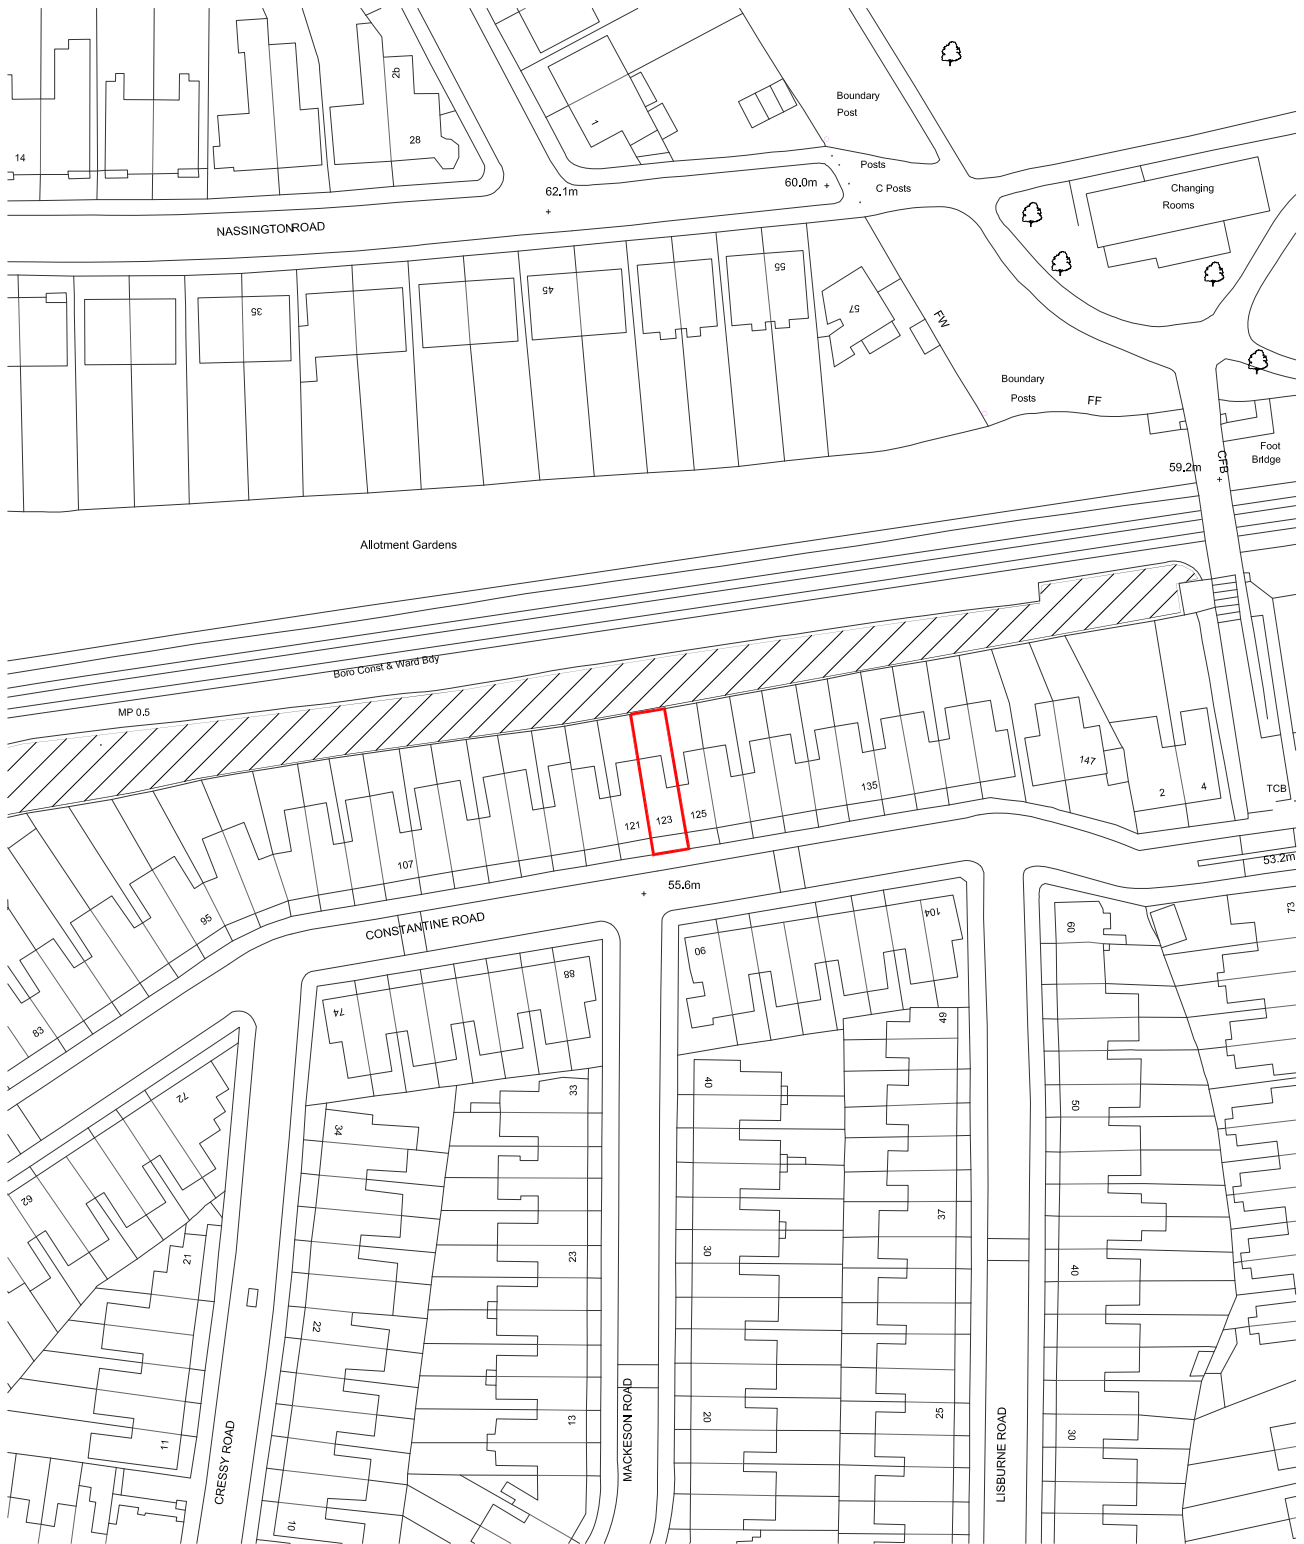 Boundary
Post
2b
1
28
14
Posts
C Posts
Changing
Rooms
62.1m
60.0m
NASSINGTON ROAD
35
45
55
57
FW
Boundary
Posts
FF
Foot
Bridge
59.2m
CFB
Allotment Gardens
Boro Const & Ward Bdy
MP 0.5
147
2
4
TCB
135
121
123
125
107
53.2m
55.6m
95
CONSTANTINE ROAD
83
90
104
60
73
88
74
49
72
33
40
50
34
62
37
21
23
30
40
22
13
20
25
30
11
10
CRESSY ROAD
MACKESON ROAD
LISBURNE ROAD